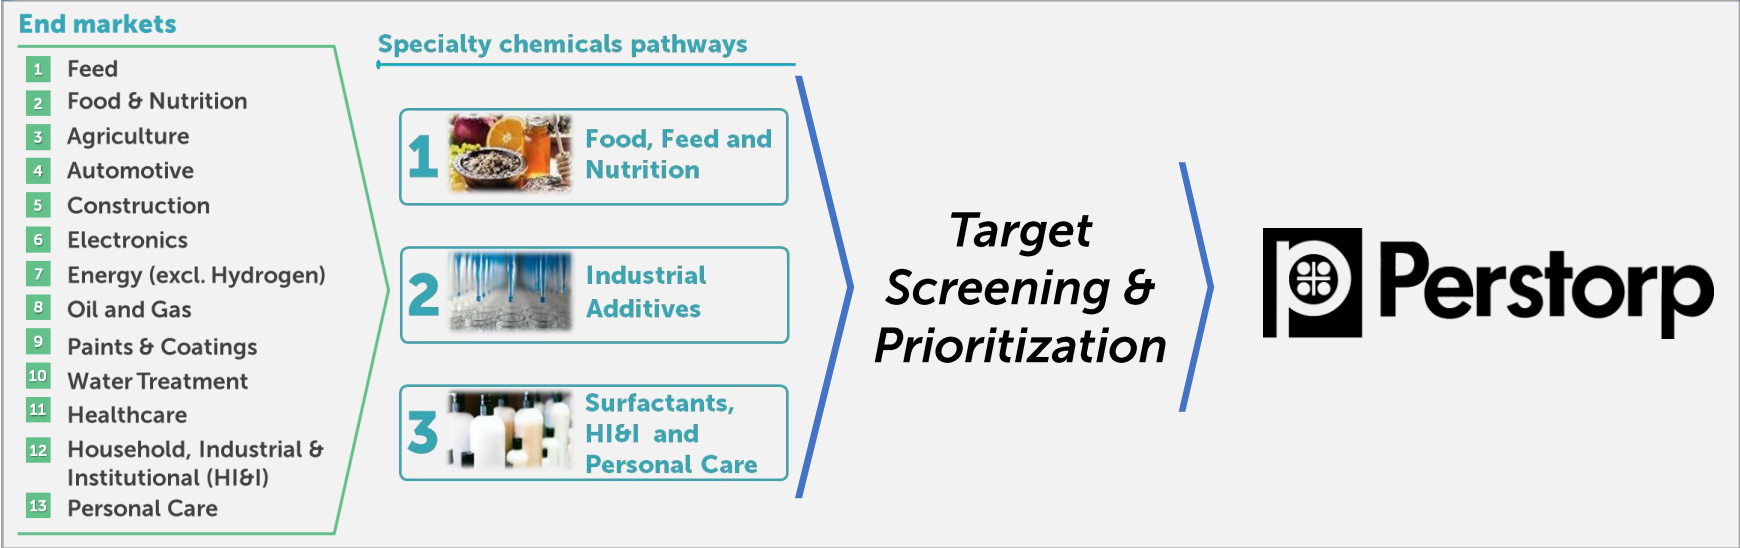 End markets
1 Feed
2 Food & Nutrition
3 Agriculture
4 Automotive
5 Construction
6 Electronics
7 Energy (excl. Hydrogen)
8 Oil and Gas
9 Paints & Coatings
10 Water Treatment
11 Healthcare
12 Household, Industrial &
Institutional (HI&I)
13 Personal Care
Specialty chemicals pathways
1 Food, Feed and
Nutrition
2 Industrial
Additives
3 Surfactants,
HI&I and
Personal Care
Target
Screening &
Prioritization
Perstorp